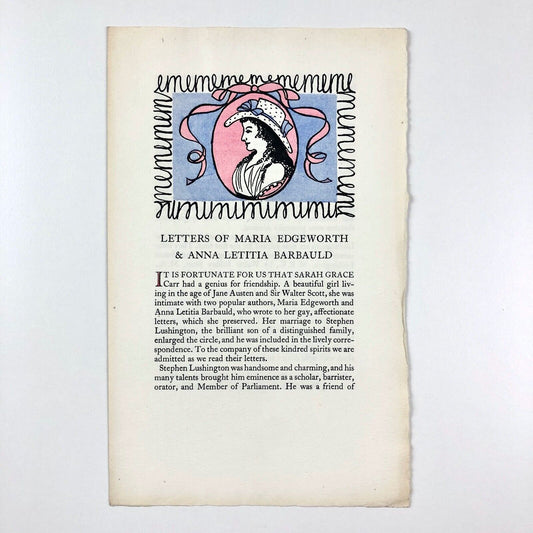 LETTERS OF MARIA EDGEWORTH
& ANNA LETITIA BARBAULD
IT IS FORTUNATE FOR US THAT SARAH GRACE
Carr had a genius for friendship. A beautiful girl liv-
ing in the age of Jane Austen and Sir Walter Scott, she was
intimate with two popular authors, Maria Edgeworth and
Anna Letitia Barbauld, who wrote to her gay, affectionate
letters, which she preserved. Her marriage to Stephen
Lushington, the brilliant son of a distinguished family,
enlarged the circle, and he was included in the lively corre-
spondence. To the company of these kindred spirits we are
admitted as we read their letters.
Stephen Lushington was handsome and charming, and his
many talents brought him eminence as a scholar, barrister,
orator, and Member of Parliament. He was a friend of